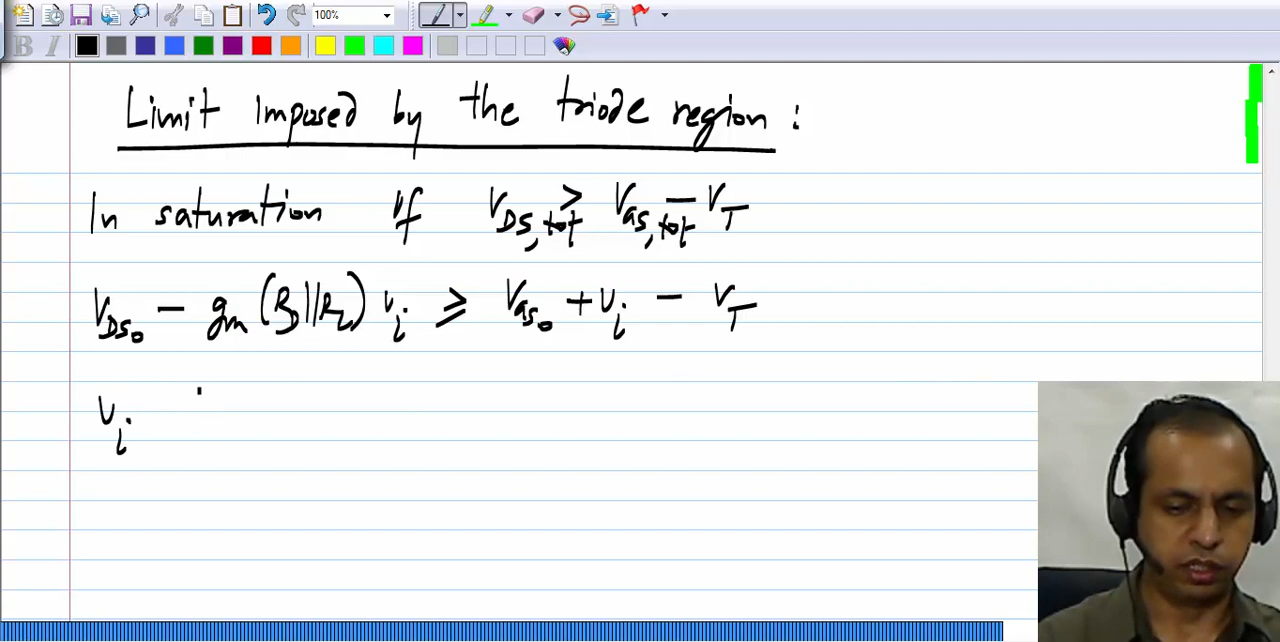 100%
B I
Limit imposed by the triode region :
In saturation if V_DS,tot > V_GS,tot - V_T
V_DS0 - gm (R_D||R_L) v_i ≥ V_GS0 + v_i - V_T
v_i